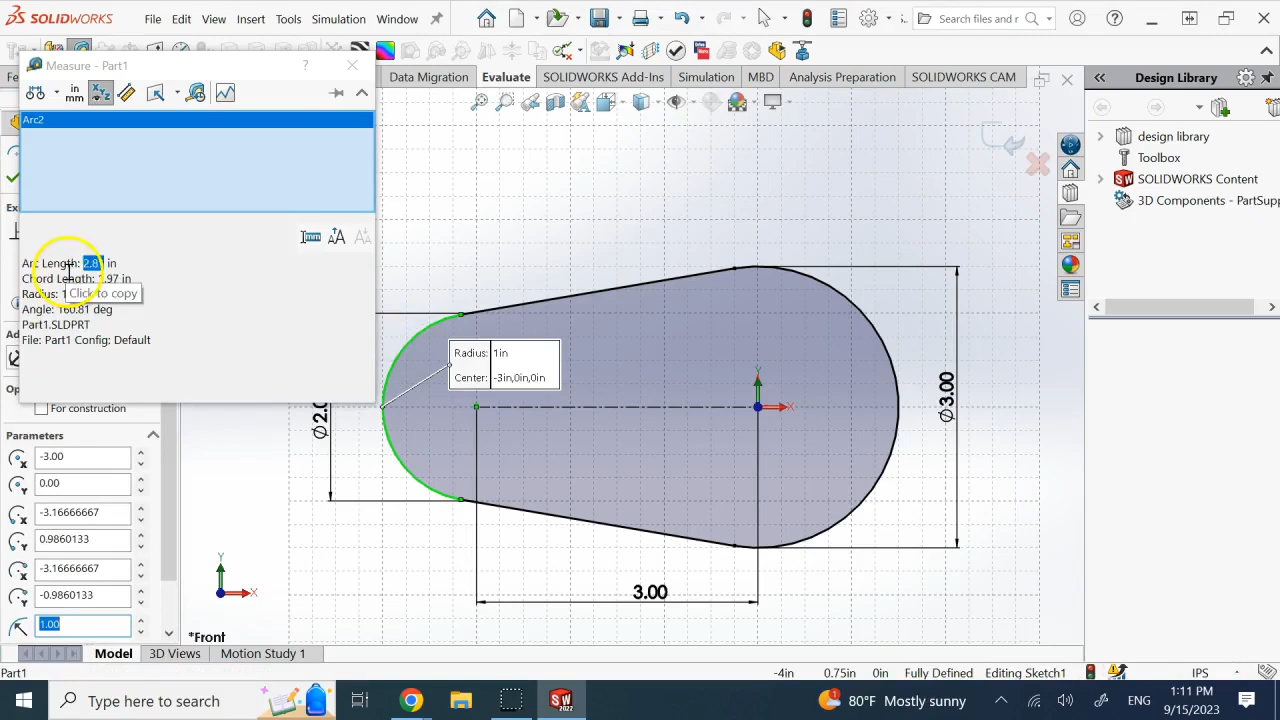 SOLIDWORKS File Edit View Insert Tools Simulation Window Search files and
Measure - Part1
Data Migration Evaluate SOLIDWORKS Add-Ins Simulation MBD Analysis Preparation SOLIDWORKS CAM Design Library
in
mm
Arc2
design library
Toolbox
SOLIDWORKS Content
3D Components - PartSupp
Arc Length: in
Chord Length: 1.97 in
Click to copy
Angle: 160.81 deg
Part1.SLDPRT
File: Part1 Config: Default
Radius: 1in
Center: -3in,0in,0in
Y
X
∅3.00
For construction
Parameters
-3.00
0.00
-3.16666667
0.9860133
-3.16666667
-0.9860133
1.00
3.00
Y
X
*Front
Model 3D Views Motion Study 1
Part1 -4in 0.75in 0in Fully Defined Editing Sketch1 IPS
Type here to search 80°F Mostly sunny ENG 1:11 PM
9/15/2023